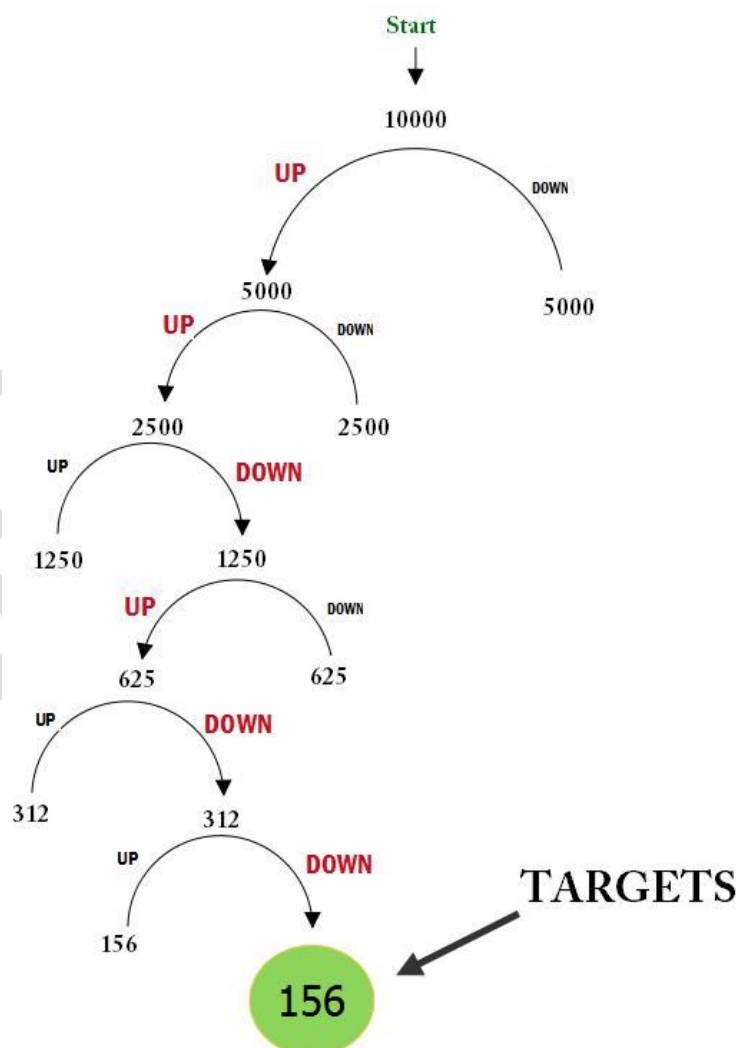 Start
10000
UP
DOWN
5000
5000
UP
DOWN
2500
2500
UP
DOWN
1250
1250
UP
DOWN
625
625
UP
DOWN
312
312
UP
DOWN
156
TARGETS
156